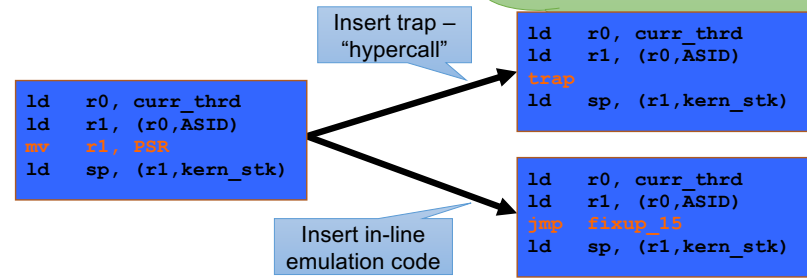 ld r0, curr_thrd
ld r1, (r0,ASID)
mv r1, PSR
ld sp, (r1,kern_stk)
Insert trap –
“hypercall”
ld r0, curr_thrd
ld r1, (r0,ASID)
trap
ld sp, (r1,kern_stk)
Insert in-line
emulation code
ld r0, curr_thrd
ld r1, (r0,ASID)
jmp fixup_15
ld sp, (r1,kern_stk)